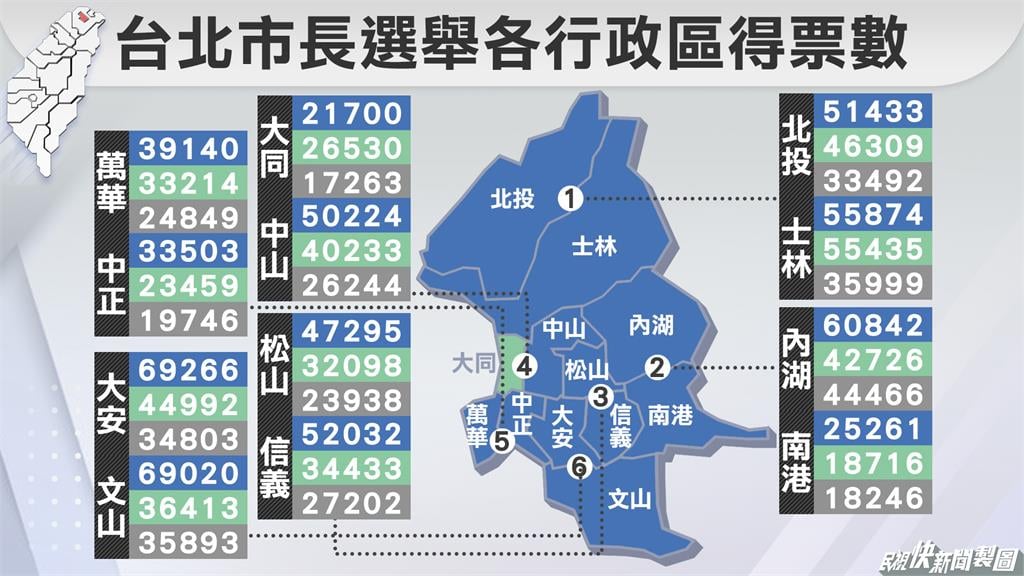 台北市長選舉各行政區得票數
萬華
39140
33214
24849
中正
33503
23459
19746
大同
21700
26530
17263
中山
50224
40233
26244
大安
69266
44992
34803
文山
69020
36413
35893
松山
47295
32098
23938
信義
52032
34433
27202
北投
51433
46309
33492
士林
55874
55435
35999
內湖
60842
42726
44466
南港
25261
18716
18246
北投
1
士林
中山
內湖
大同
4
松山
2
3
萬華
中正
大安
信義
南港
5
6
文山
民視快新聞製圖